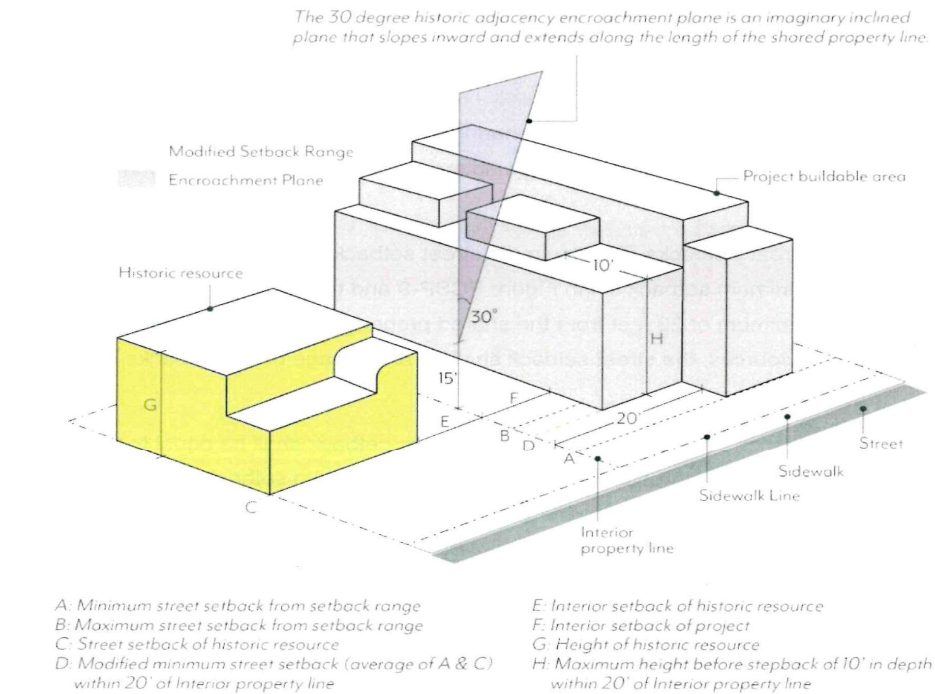 The 30 degree historic adjacency encroachment plane is an imaginary inclined
plane that slopes inward and extends along the length of the shared property line.
Modified Setback Range
Encroachment Plane
Project buildable area
Historic resource
10'
30°
H
15'
G
F
E
20'
B
D
A
C
Street
Sidewalk
Sidewalk Line
Interior
property line
A: Minimum street setback from setback range
B: Maximum street setback from setback range
C: Street setback of historic resource
D: Modified minimum street setback (average of A & C)
within 20' of Interior property line
E: Interior setback of historic resource
F: Interior setback of project
G: Height of historic resource
H: Maximum height before stepback of 10' in depth
within 20' of Interior property line